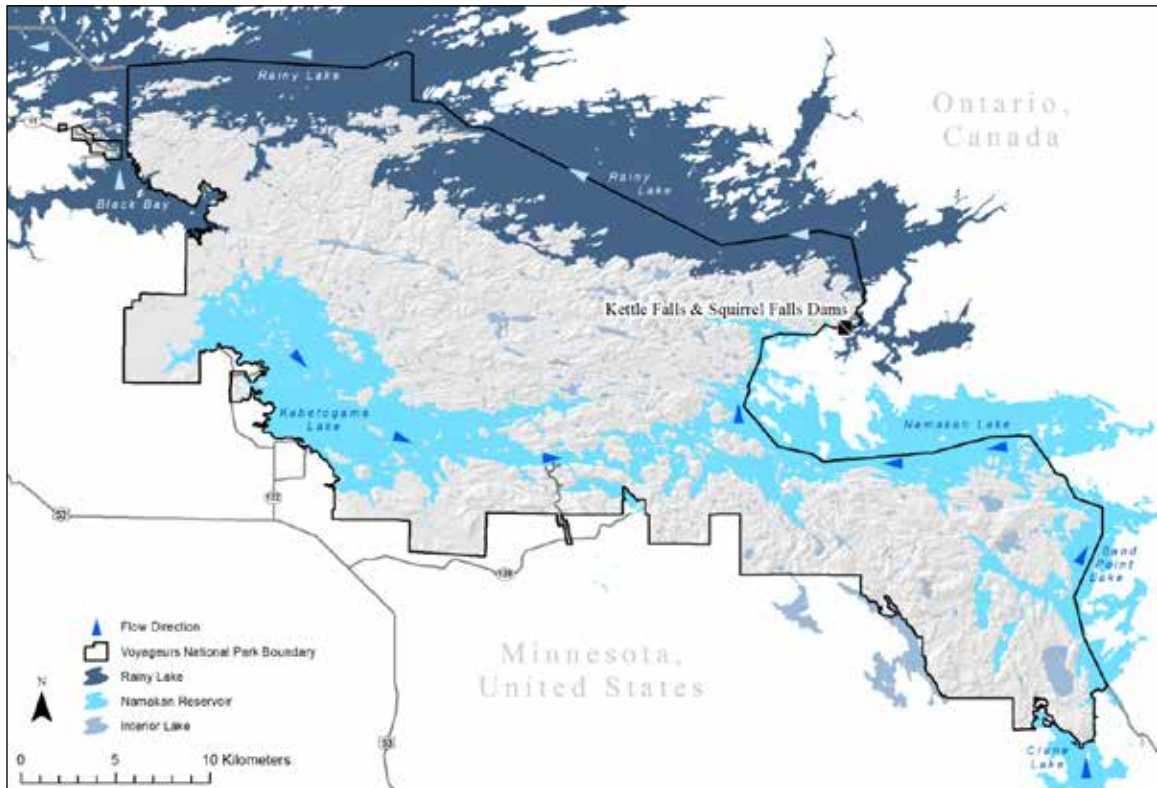 Rainy Lake
Ontario,
Canada
11
Rainy
Lake
Black Bay
Kettle Falls & Squirrel Falls Dams
Kabetogama
Lake
Namakan Lake
122
53
Sand
Point
Lake
129
Flow Direction
Voyageurs National Park Boundary
Rainy Lake
Namakan Reservoir
Interior Lake
Minnesota,
United States
N
53
0 5 10 Kilometers
Crane
Lake